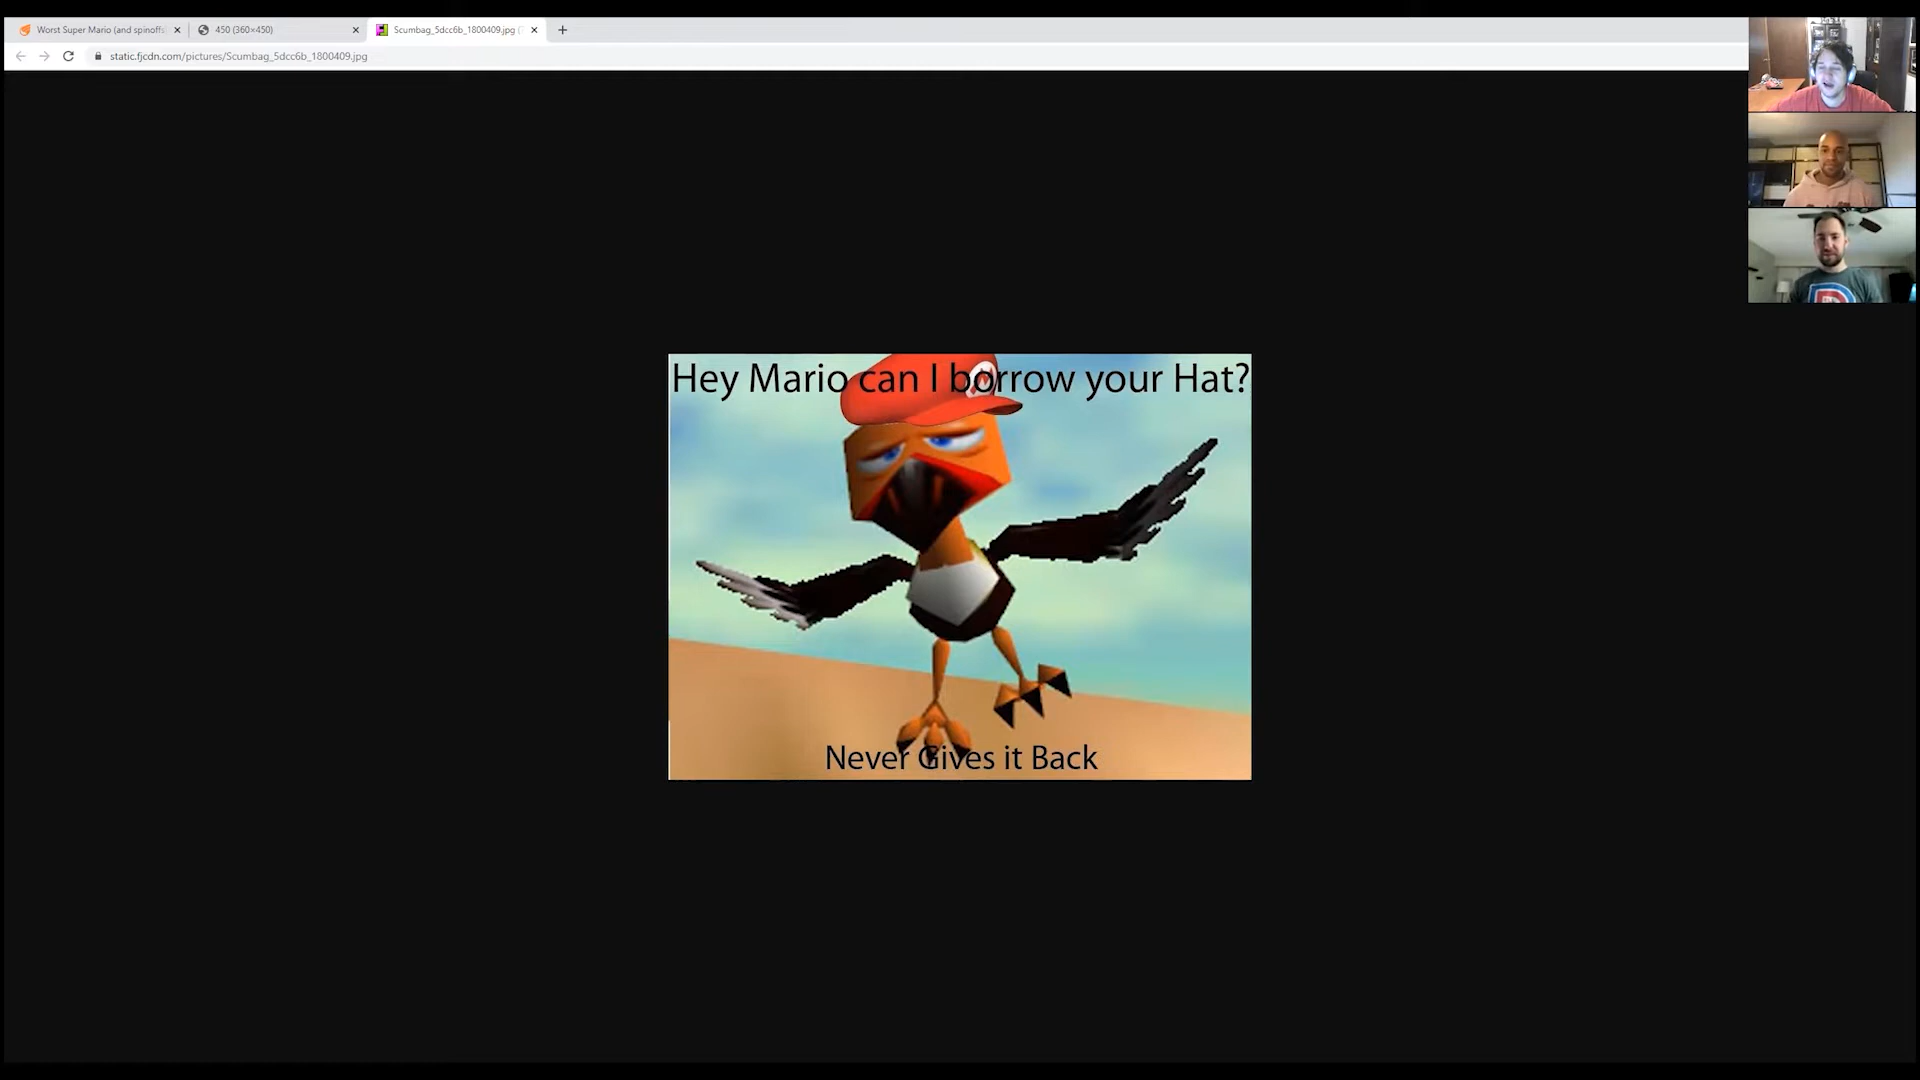 Worst Super Mario (and spinoffs
450 (360×450)
Scumbag_5dcc6b_1800409.jpg (
static.fjcdn.com/pictures/Scumbag_5dcc6b_1800409.jpg
Hey Mario can I borrow your Hat?
Never Gives it Back